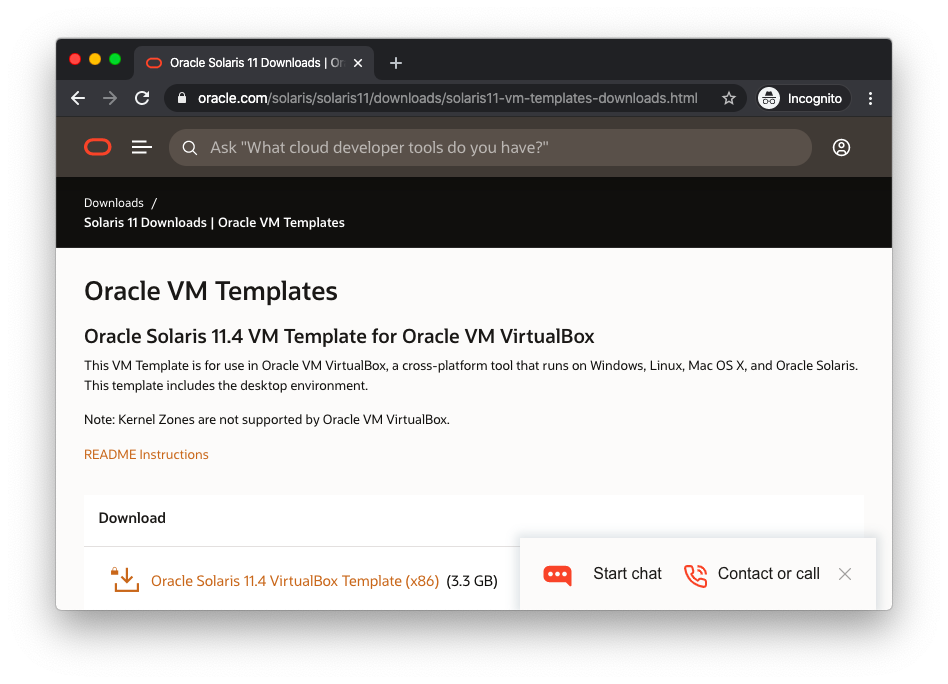 Oracle Solaris 11 Downloads | Or
oracle.com/solaris/solaris11/downloads/solaris11-vm-templates-downloads.html
Incognito
Ask "What cloud developer tools do you have?"
Downloads /
Solaris 11 Downloads | Oracle VM Templates
Oracle VM Templates
Oracle Solaris 11.4 VM Template for Oracle VM VirtualBox
This VM Template is for use in Oracle VM VirtualBox, a cross-platform tool that runs on Windows, Linux, Mac OS X, and Oracle Solaris.
This template includes the desktop environment.
Note: Kernel Zones are not supported by Oracle VM VirtualBox.
README Instructions
Download
Oracle Solaris 11.4 VirtualBox Template (x86) (3.3 GB)
Start chat
Contact or call